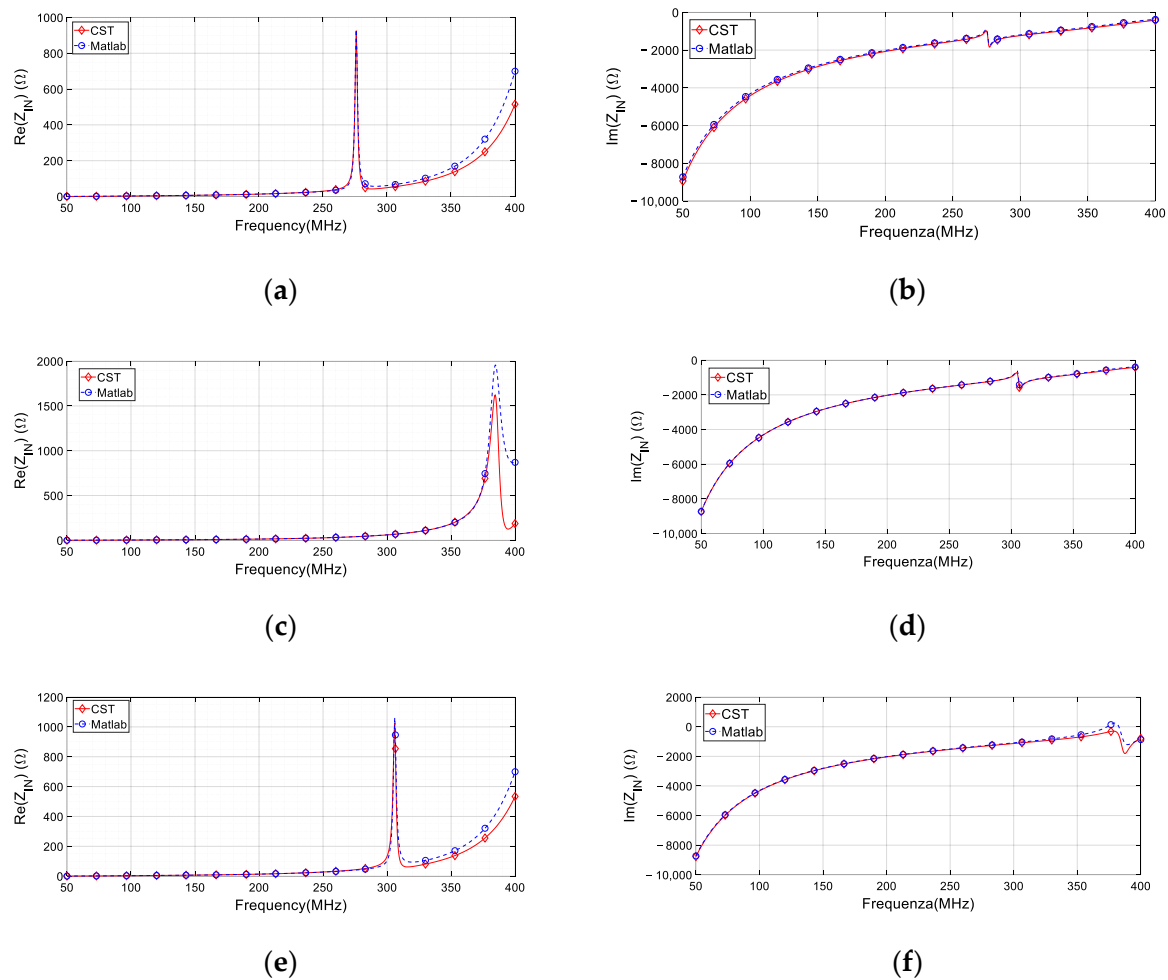 1000
800
600
400
200
0
Re(Z_IN) (Ω)
CST
Matlab
50 100 150 200 250 300 350 400
Frequency(MHz)
(a)
0
−2000
−4000
−6000
−8000
−10,000
Im(Z_IN) (Ω)
CST
Matlab
50 100 150 200 250 300 350 400
Frequenza(MHz)
(b)
2000
1500
1000
500
0
Re(Z_IN) (Ω)
CST
Matlab
50 100 150 200 250 300 350 400
Frequency(MHz)
(c)
0
−2000
−4000
−6000
−8000
−10,000
Im(Z_IN) (Ω)
CST
Matlab
50 100 150 200 250 300 350 400
Frequenza(MHz)
(d)
1200
1000
800
600
400
200
0
Re(Z_IN) (Ω)
CST
Matlab
50 100 150 200 250 300 350 400
Frequency(MHz)
(e)
2000
0
−2000
−4000
−6000
−8000
−10,000
Im(Z_IN) (Ω)
CST
Matlab
50 100 150 200 250 300 350 400
Frequenza(MHz)
(f)